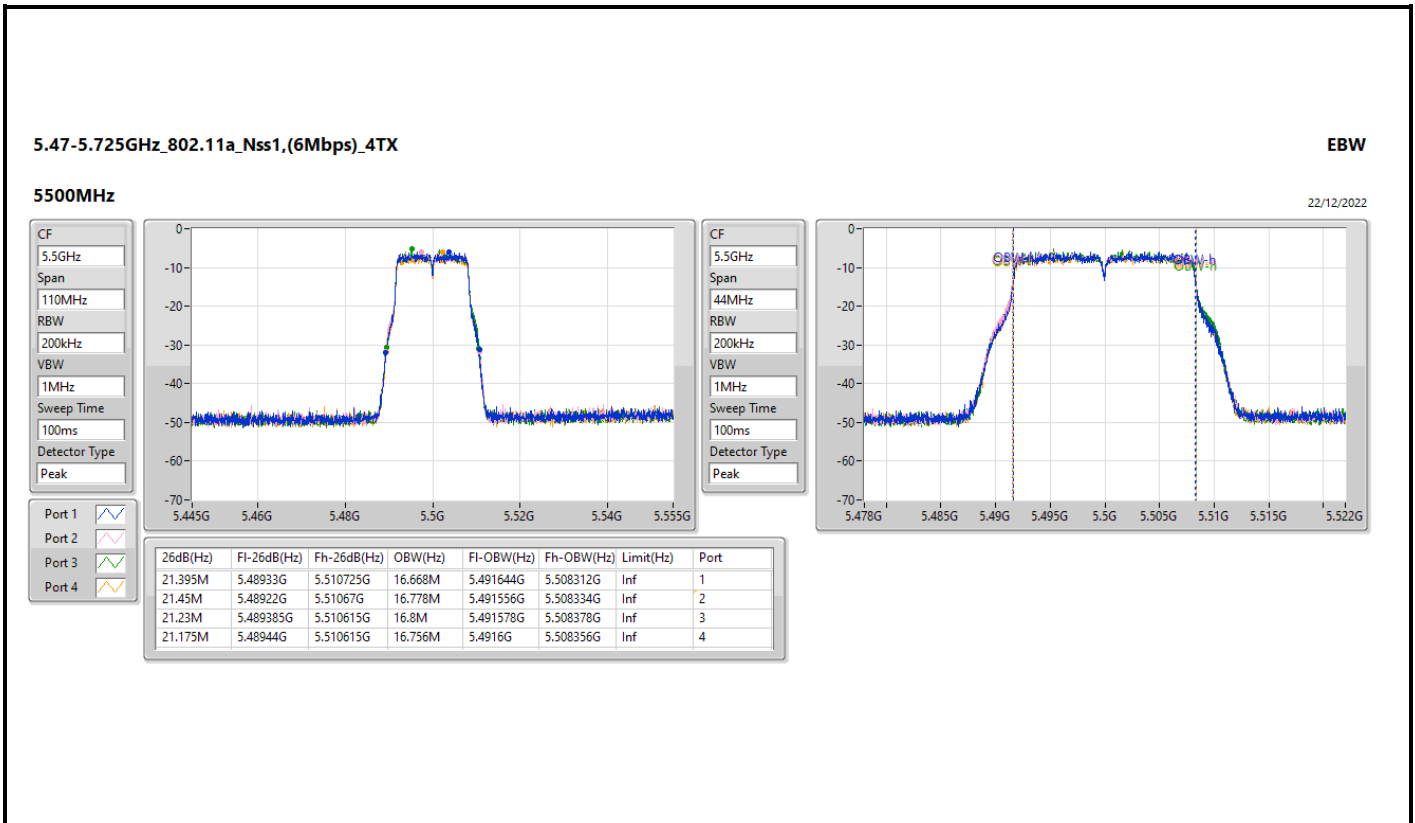 5.47-5.725GHz_802.11a_Nss1,(6Mbps)_4TX
EBW
5500MHz
22/12/2022
CF
5.5GHz
Span
110MHz
RBW
200kHz
VBW
1MHz
Sweep Time
100ms
Detector Type
Peak
0
-10
-20
-30
-40
-50
-60
-70
5.445G 5.46G 5.48G 5.5G 5.52G 5.54G 5.555G
CF
5.5GHz
Span
44MHz
RBW
200kHz
VBW
1MHz
Sweep Time
100ms
Detector Type
Peak
0
-10
-20
-30
-40
-50
-60
-70
OBW-h
5.478G 5.485G 5.49G 5.495G 5.5G 5.505G 5.51G 5.515G 5.522G
Port 1
Port 2
Port 3
Port 4
26dB(Hz) Fl-26dB(Hz) Fh-26dB(Hz) OBW(Hz) Fl-OBW(Hz) Fh-OBW(Hz) Limit(Hz) Port
21.395M 5.48933G 5.510725G 16.668M 5.491644G 5.508312G Inf 1
21.45M 5.48922G 5.51067G 16.778M 5.491556G 5.508334G Inf 2
21.23M 5.489385G 5.510615G 16.8M 5.491578G 5.508378G Inf 3
21.175M 5.48944G 5.510615G 16.756M 5.4916G 5.508356G Inf 4